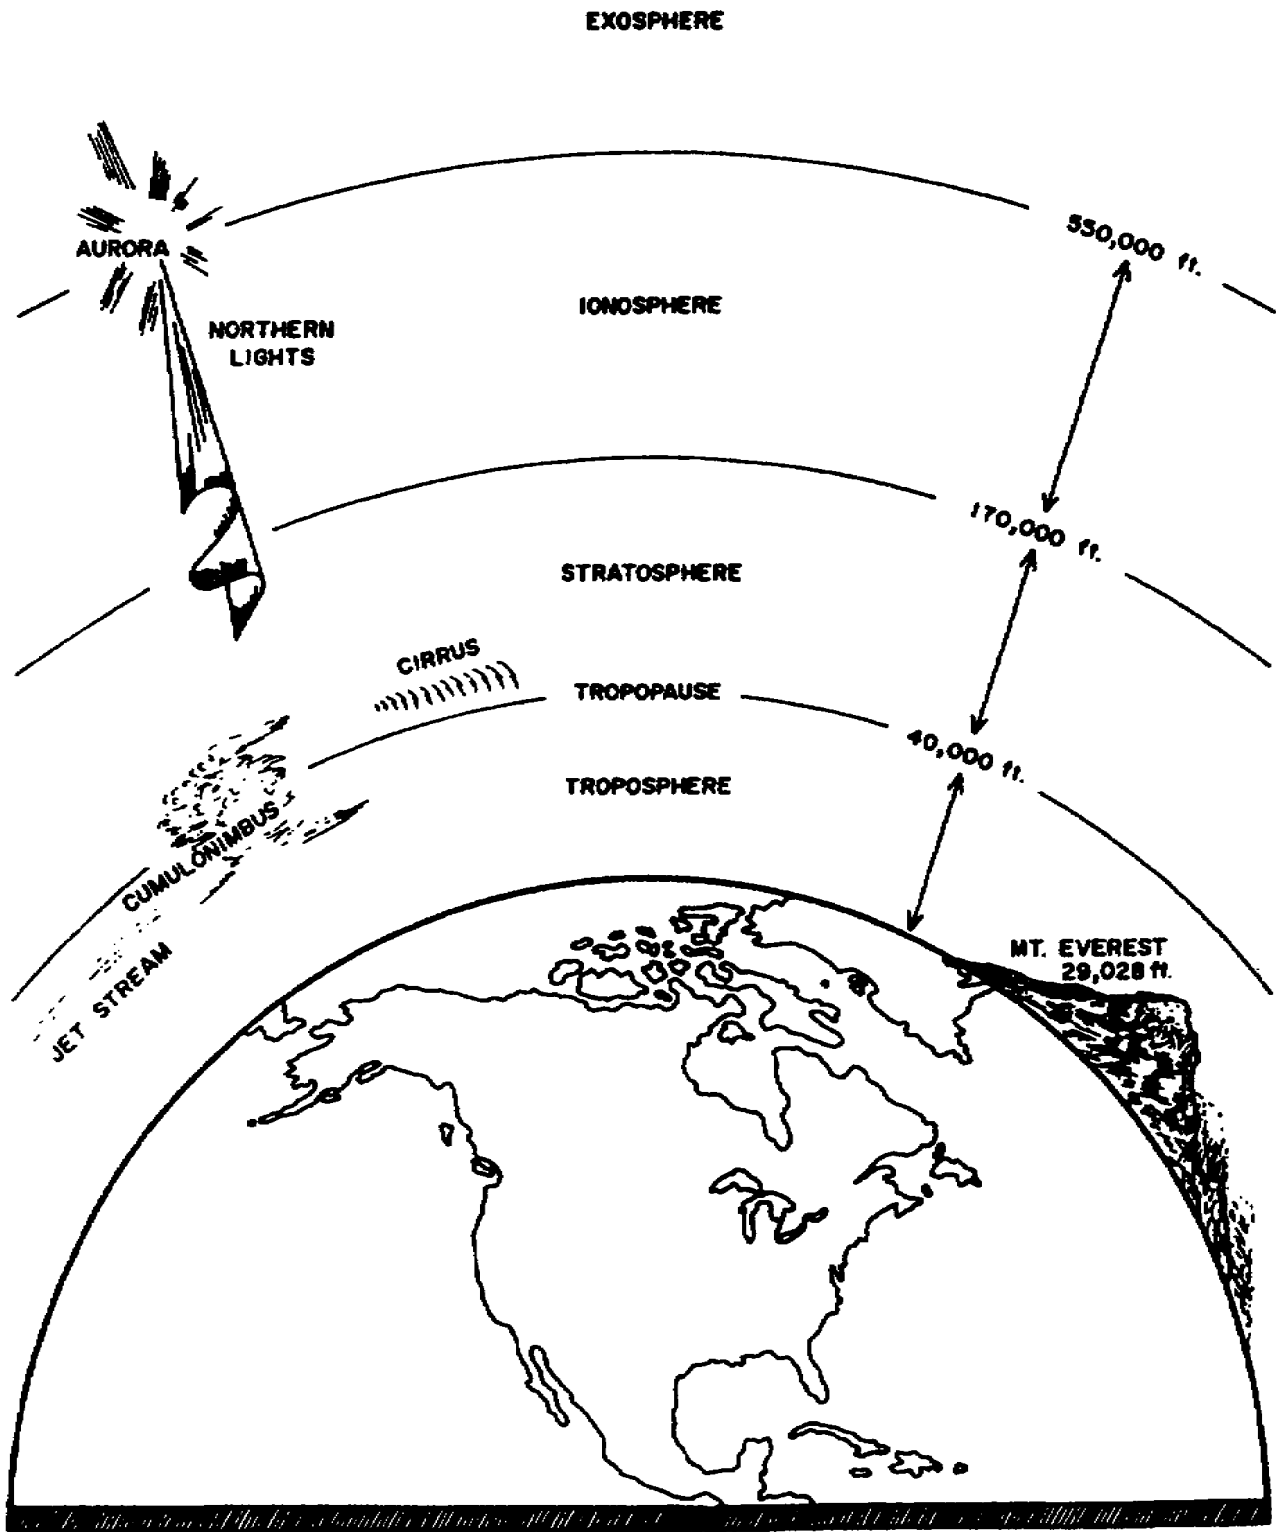 EXOSPHERE
AURORA
550,000 ft.
IONOSPHERE
NORTHERN
LIGHTS
170,000 ft.
STRATOSPHERE
CIRRUS
TROPOPAUSE
40,000 ft.
TROPOSPHERE
CUMULONIMBUS
JET STREAM
MT. EVEREST
29,028 ft.